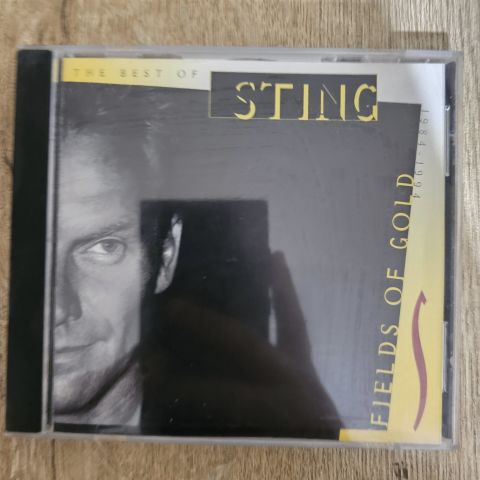 THE BEST OF
STING
1984-1994
FIELDS OF GOLD